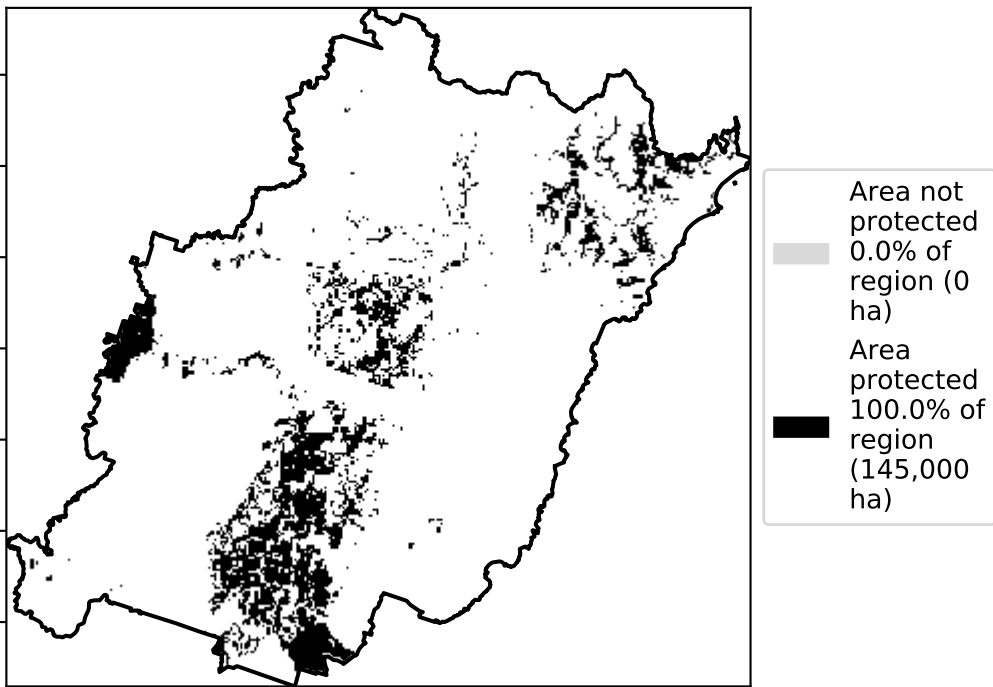 Area not
protected
0.0% of
region (0
ha)
Area
protected
100.0% of
region
(145,000
ha)